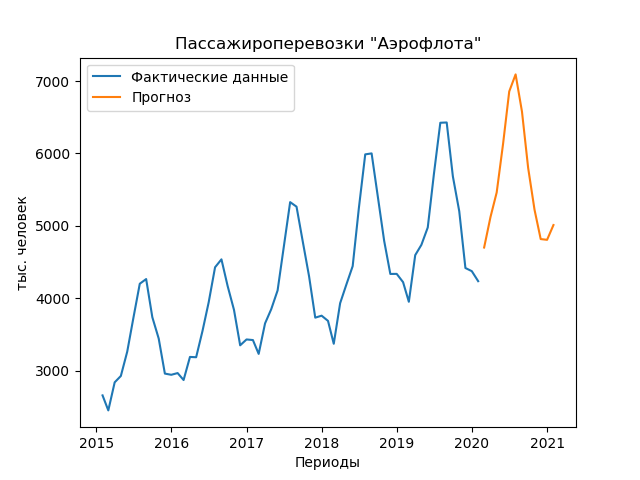 Пассажироперевозки "Аэрофлота"
Фактические данные
Прогноз
7000
6000
5000
4000
3000
тыс. человек
2015 2016 2017 2018 2019 2020 2021
Периоды